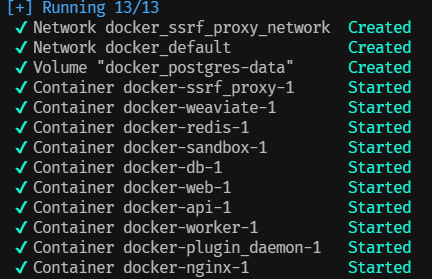 [+] Running 13/13
✔ Network docker_ssrf_proxy_network Created
✔ Network docker_default Created
✔ Volume "docker_postgres-data" Created
✔ Container docker-ssrf_proxy-1 Started
✔ Container docker-weaviate-1 Started
✔ Container docker-redis-1 Started
✔ Container docker-sandbox-1 Started
✔ Container docker-db-1 Started
✔ Container docker-web-1 Started
✔ Container docker-api-1 Started
✔ Container docker-worker-1 Started
✔ Container docker-plugin_daemon-1 Started
✔ Container docker-nginx-1 Started